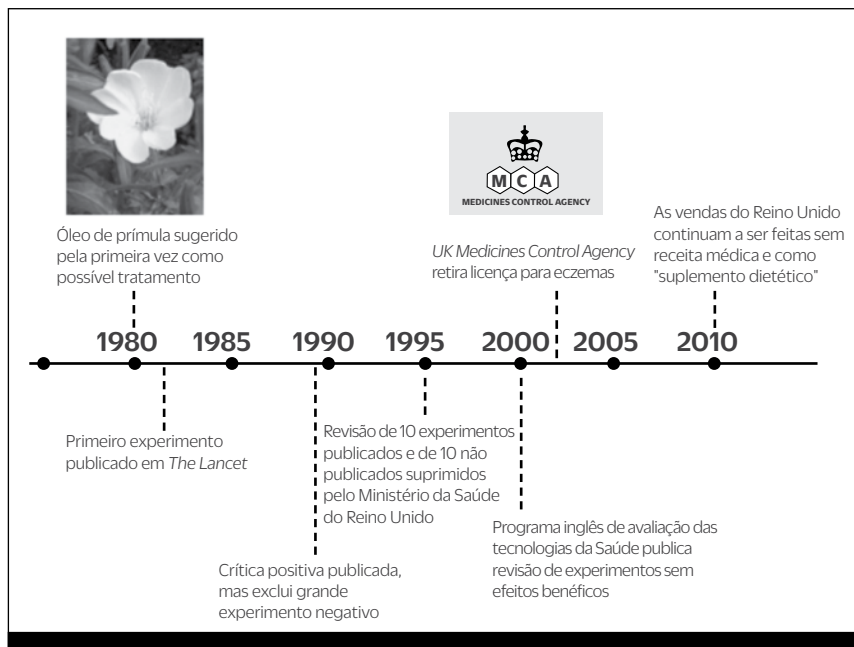 M C A
MEDICINES CONTROL AGENCY
Óleo de prímula sugerido
pela primeira vez como
possível tratamento
UK Medicines Control Agency
retira licença para eczemas
As vendas do Reino Unido
continuam a ser feitas sem
receita médica e como
"suplemento dietético"
1980 1985 1990 1995 2000 2005 2010
Primeiro experimento
publicado em The Lancet
Crítica positiva publicada,
mas exclui grande
experimento negativo
Revisão de 10 experimentos
publicados e de 10 não
publicados suprimidos
pelo Ministério da Saúde
do Reino Unido
Programa inglês de avaliação das
tecnologias da Saúde publica
revisão de experimentos sem
efeitos benéficos